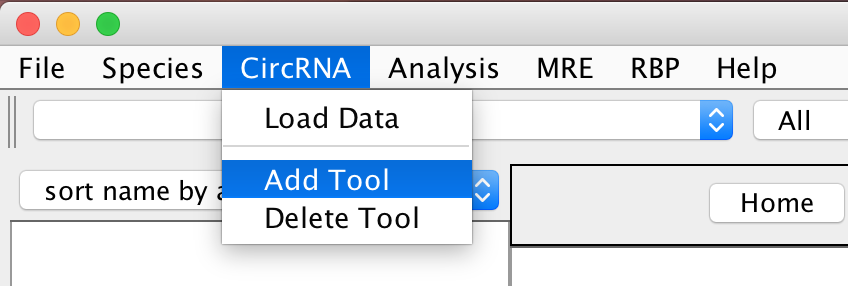 File Species CircRNA Analysis MRE RBP Help
Load Data
All
Add Tool
sort name by
Home
Delete Tool